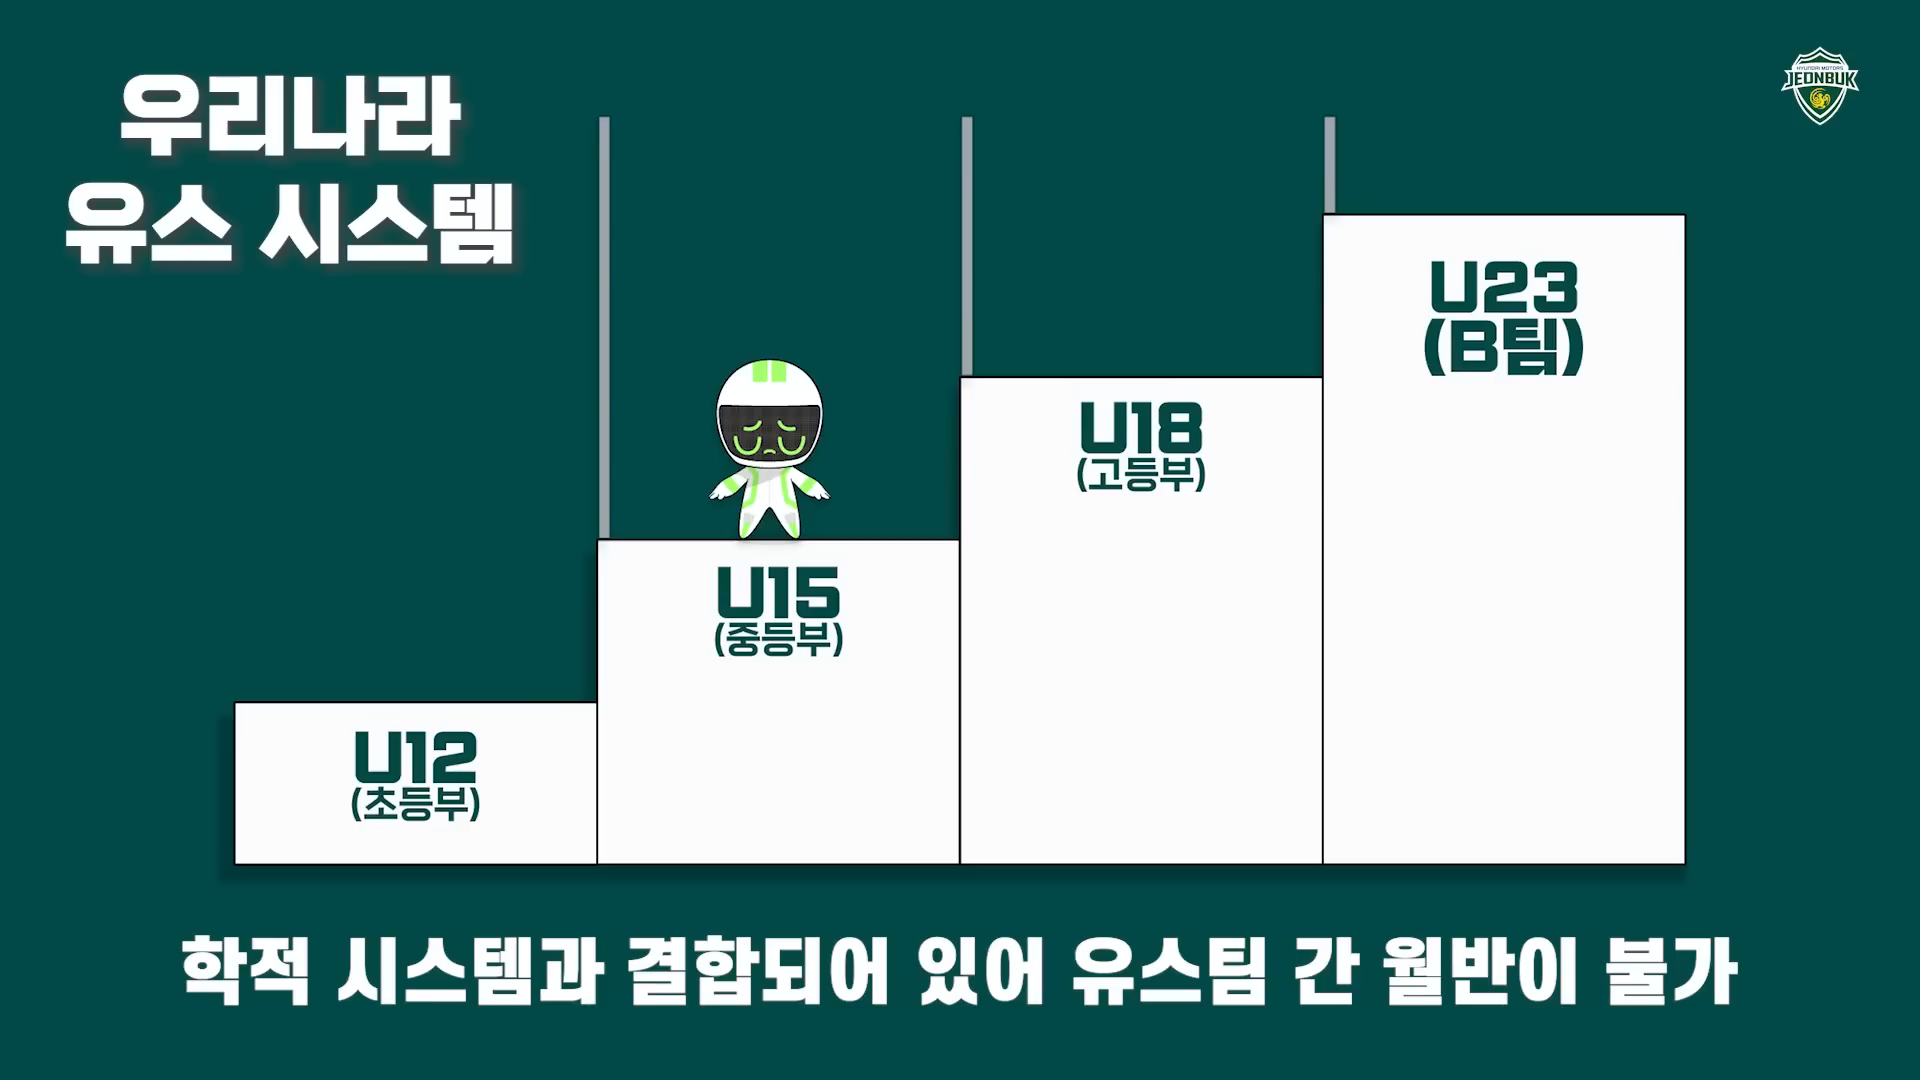 우리나라
유스 시스템
HYUNDAI MOTORS
JEONBUK
U23
(B팀)
U18
(고등부)
U15
(중등부)
U12
(초등부)
학적 시스템과 결합되어 있어 유스팀 간 월반이 불가